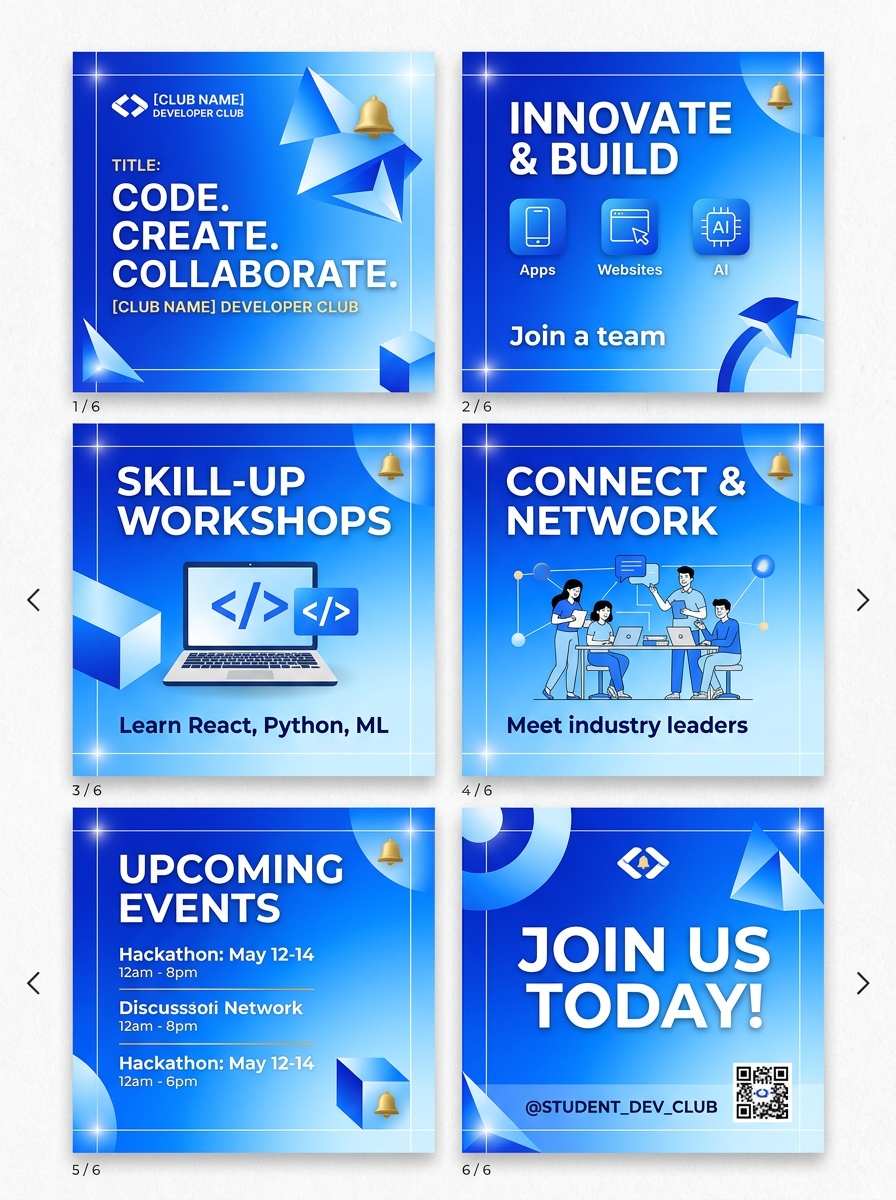 [CLUB NAME]
DEVELOPER CLUB
TITLE:
CODE.
CREATE.
COLLABORATE.
[CLUB NAME] DEVELOPER CLUB
1 / 6
INNOVATE
& BUILD
AI
Apps
Websites
AI
Join a team
2 / 6
SKILL-UP
WORKSHOPS
</>
</>
Learn React, Python, ML
3 / 6
CONNECT &
NETWORK
Meet industry leaders
4 / 6
UPCOMING
EVENTS
Hackathon: May 12-14
12am - 8pm
Network
12am - 8pm
Hackathon: May 12-14
12am - 6pm
5 / 6
JOIN US
TODAY!
@STUDENT_DEV_CLUB
6 / 6